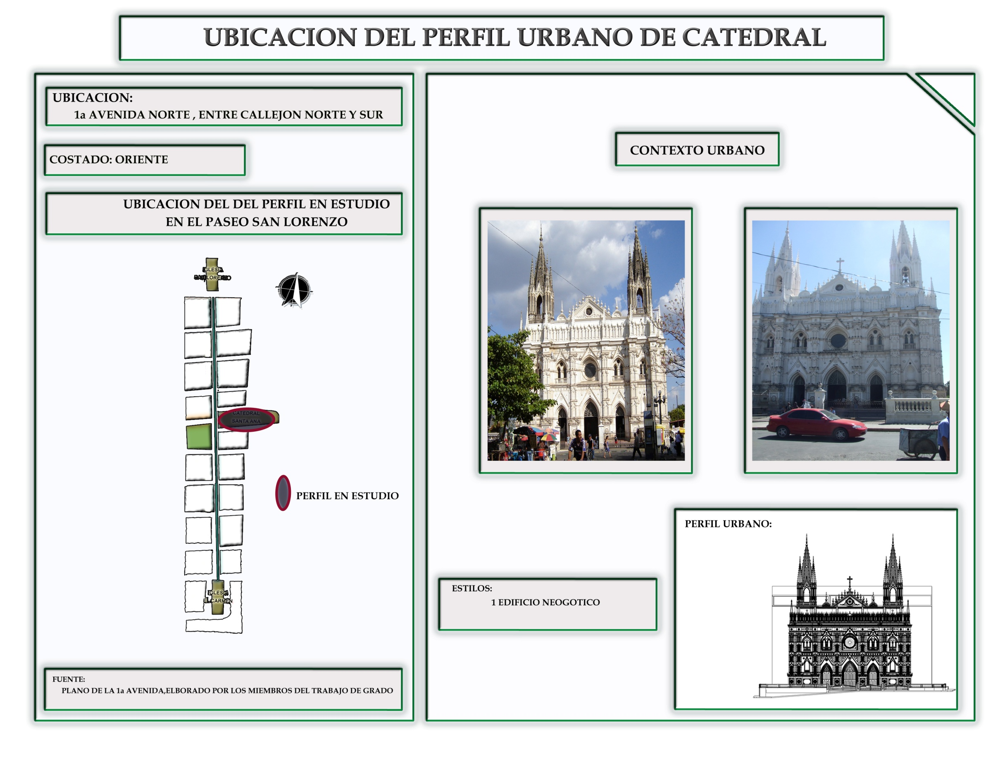 UBICACION DEL PERFIL URBANO DE CATEDRAL
UBICACION:
1a AVENIDA NORTE , ENTRE CALLEJON NORTE Y SUR
COSTADO: ORIENTE
UBICACION DEL DEL PERFIL EN ESTUDIO
EN EL PASEO SAN LORENZO
IGLESIA
SAN LORENZO
CATEDRAL
SANTA ANA
PERFIL EN ESTUDIO
IGLESIA
EL CARMEN
FUENTE:
PLANO DE LA 1a AVENIDA,ELBORADO POR LOS MIEMBROS DEL TRABAJO DE GRADO
CONTEXTO URBANO
ESTILOS:
1 EDIFICIO NEOGOTICO
PERFIL URBANO: